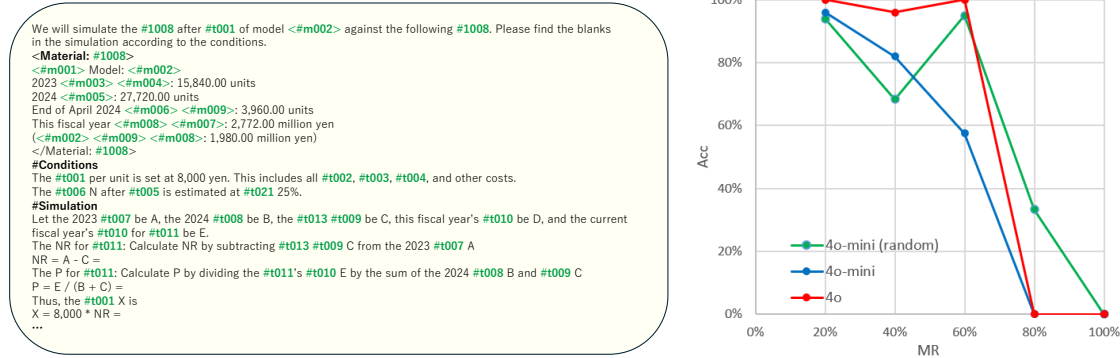 We will simulate the #1008 after #t001 of model <#m002> against the following #1008. Please find the blanks
in the simulation according to the conditions.
<Material: #1008>
<#m001> Model: <#m002>
2023 <#m003> <#m004>: 15,840.00 units
2024 <#m005>: 27,720.00 units
End of April 2024 <#m006> <#m009>: 3,960.00 units
This fiscal year <#m008> <#m007>: 2,772.00 million yen
(<#m002> <#m009> <#m008>: 1,980.00 million yen)
</Material: #1008>
#Conditions
The #t001 per unit is set at 8,000 yen. This includes all #t002, #t003, #t004, and other costs.
The #t006 N after #t005 is estimated at #t021 25%.
#Simulation
Let the 2023 #t007 be A, the 2024 #t008 be B, the #t013 #t009 be C, this fiscal year's #t010 be D, and the current
fiscal year's #t010 for #t011 be E.
The NR for #t011: Calculate NR by subtracting #t013 #t009 C from the 2023 #t007 A
NR = A - C =
The P for #t011: Calculate P by dividing the #t011's #t010 E by the sum of the 2024 #t008 B and #t009 C
P = E / (B + C) =
Thus, the #t001 X is
X = 8,000 * NR =
...
100%
80%
60%
40%
20%
0%
Acc
4o-mini (random)
4o-mini
4o
0%
20%
40%
60%
80%
100%
MR